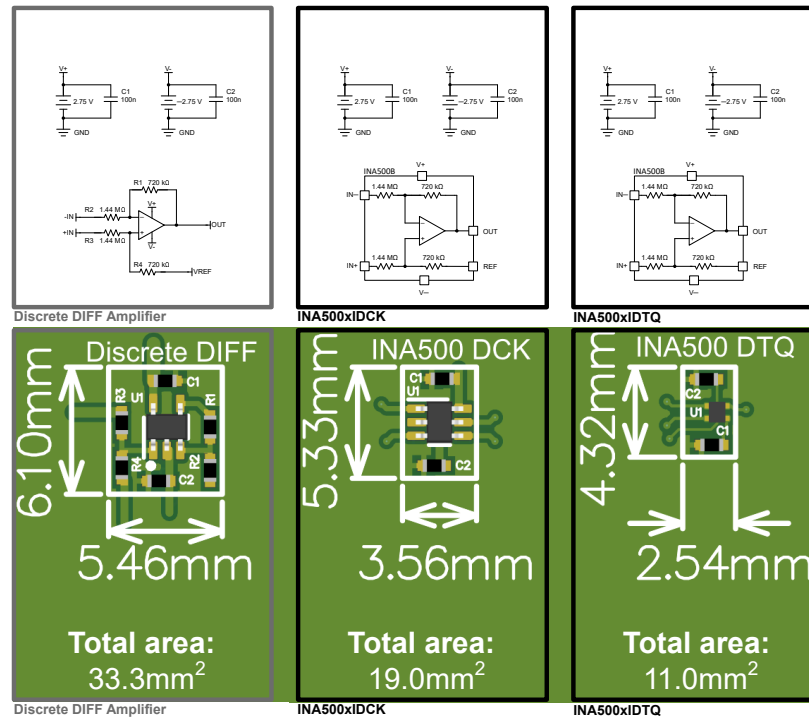 V+
V-
C1
100n
C2
100n
2.75 V
–2.75 V
GND
GND
R1 720 kΩ
R2 1.44 MΩ
-IN
V+
OUT
+IN
R3 1.44 MΩ
V-
R4
720 kΩ
VREF
Discrete DIFF Amplifier
V+
V-
C1
100n
C2
100n
2.75 V
–2.75 V
GND
GND
V+
INA500B
1.44 MΩ
720 kΩ
IN–
OUT
1.44 MΩ
720 kΩ
IN+
REF
V–
INA500xIDCK
V+
V-
C1
100n
C2
100n
2.75 V
–2.75 V
GND
GND
V+
INA500B
1.44 MΩ
720 kΩ
IN–
OUT
1.44 MΩ
720 kΩ
IN+
REF
V–
INA500xIDTQ
Discrete DIFF
6.10mm
C1
R3
U1
R1
R4
R2
C2
5.46mm
Total area:
33.3mm²
Discrete DIFF Amplifier
INA500 DCK
5.33mm
C1
U1
C2
3.56mm
Total area:
19.0mm²
INA500xIDCK
INA500 DTQ
4.32mm
C2
U1
C1
2.54mm
Total area:
11.0mm²
INA500xIDTQ